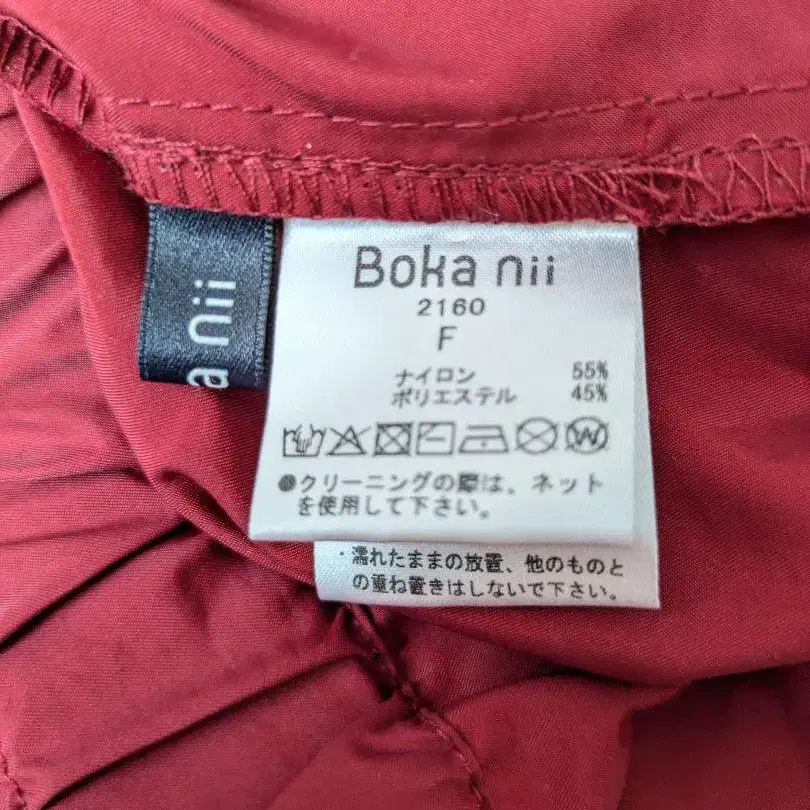 a nii
Boka nii
2160
F
ナイロン 55%
ポリエステル 45%
W
●クリーニングの際は、ネット
を使用して下さい。
・濡れたままの放置、他のものと
の重ね置きはしないで下さい。